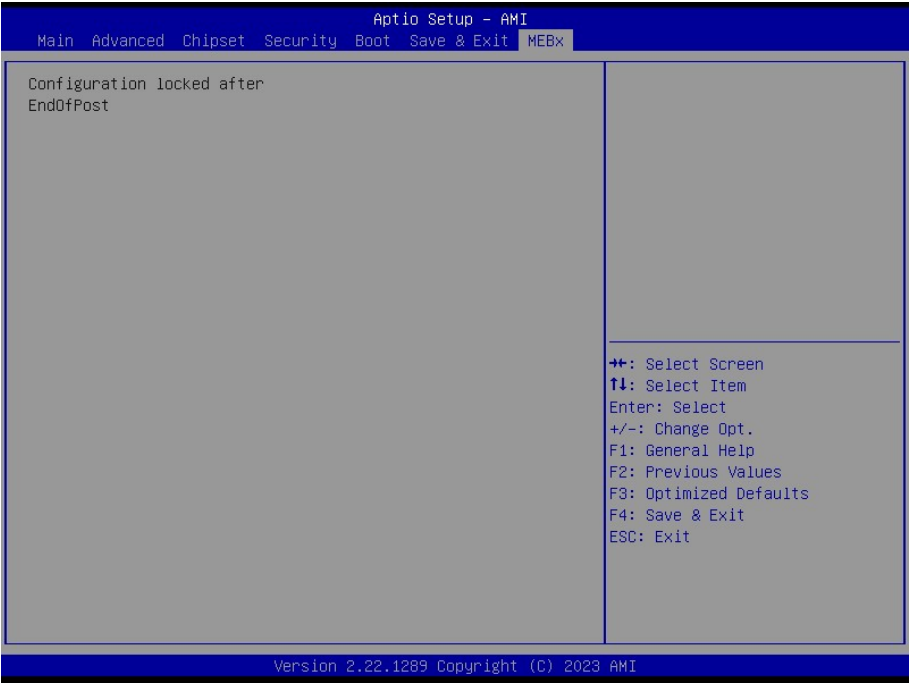 Aptio Setup – AMI
Main Advanced Chipset Security Boot Save & Exit MEBx
Configuration locked after
EndOfPost
→←: Select Screen
↑↓: Select Item
Enter: Select
+/-: Change Opt.
F1: General Help
F2: Previous Values
F3: Optimized Defaults
F4: Save & Exit
ESC: Exit
Version 2.22.1289 Copyright (C) 2023 AMI